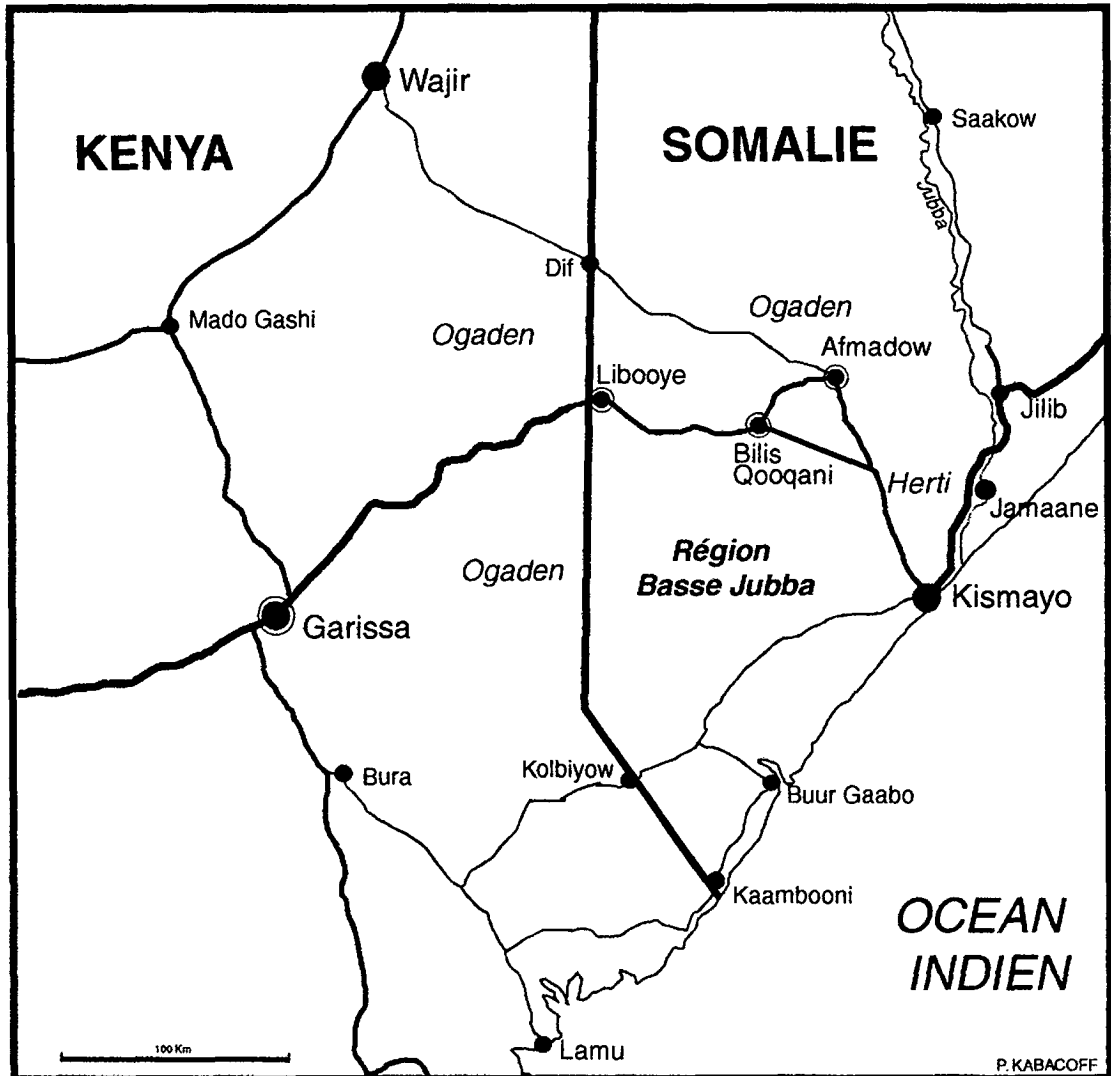 Wajir
KENYA
SOMALIE
Saakow
Jubba
Dif
Ogaden
Mado Gashi
Ogaden
Afmadow
Libooye
Jilib
Bilis
Qooqani
Herti
Jamaane
Région
Basse Jubba
Ogaden
Kismayo
Garissa
Kolbiyow
Bura
Buur Gaabo
Kaambooni
OCEAN
INDIEN
100 Km
Lamu
P. KABACOFF